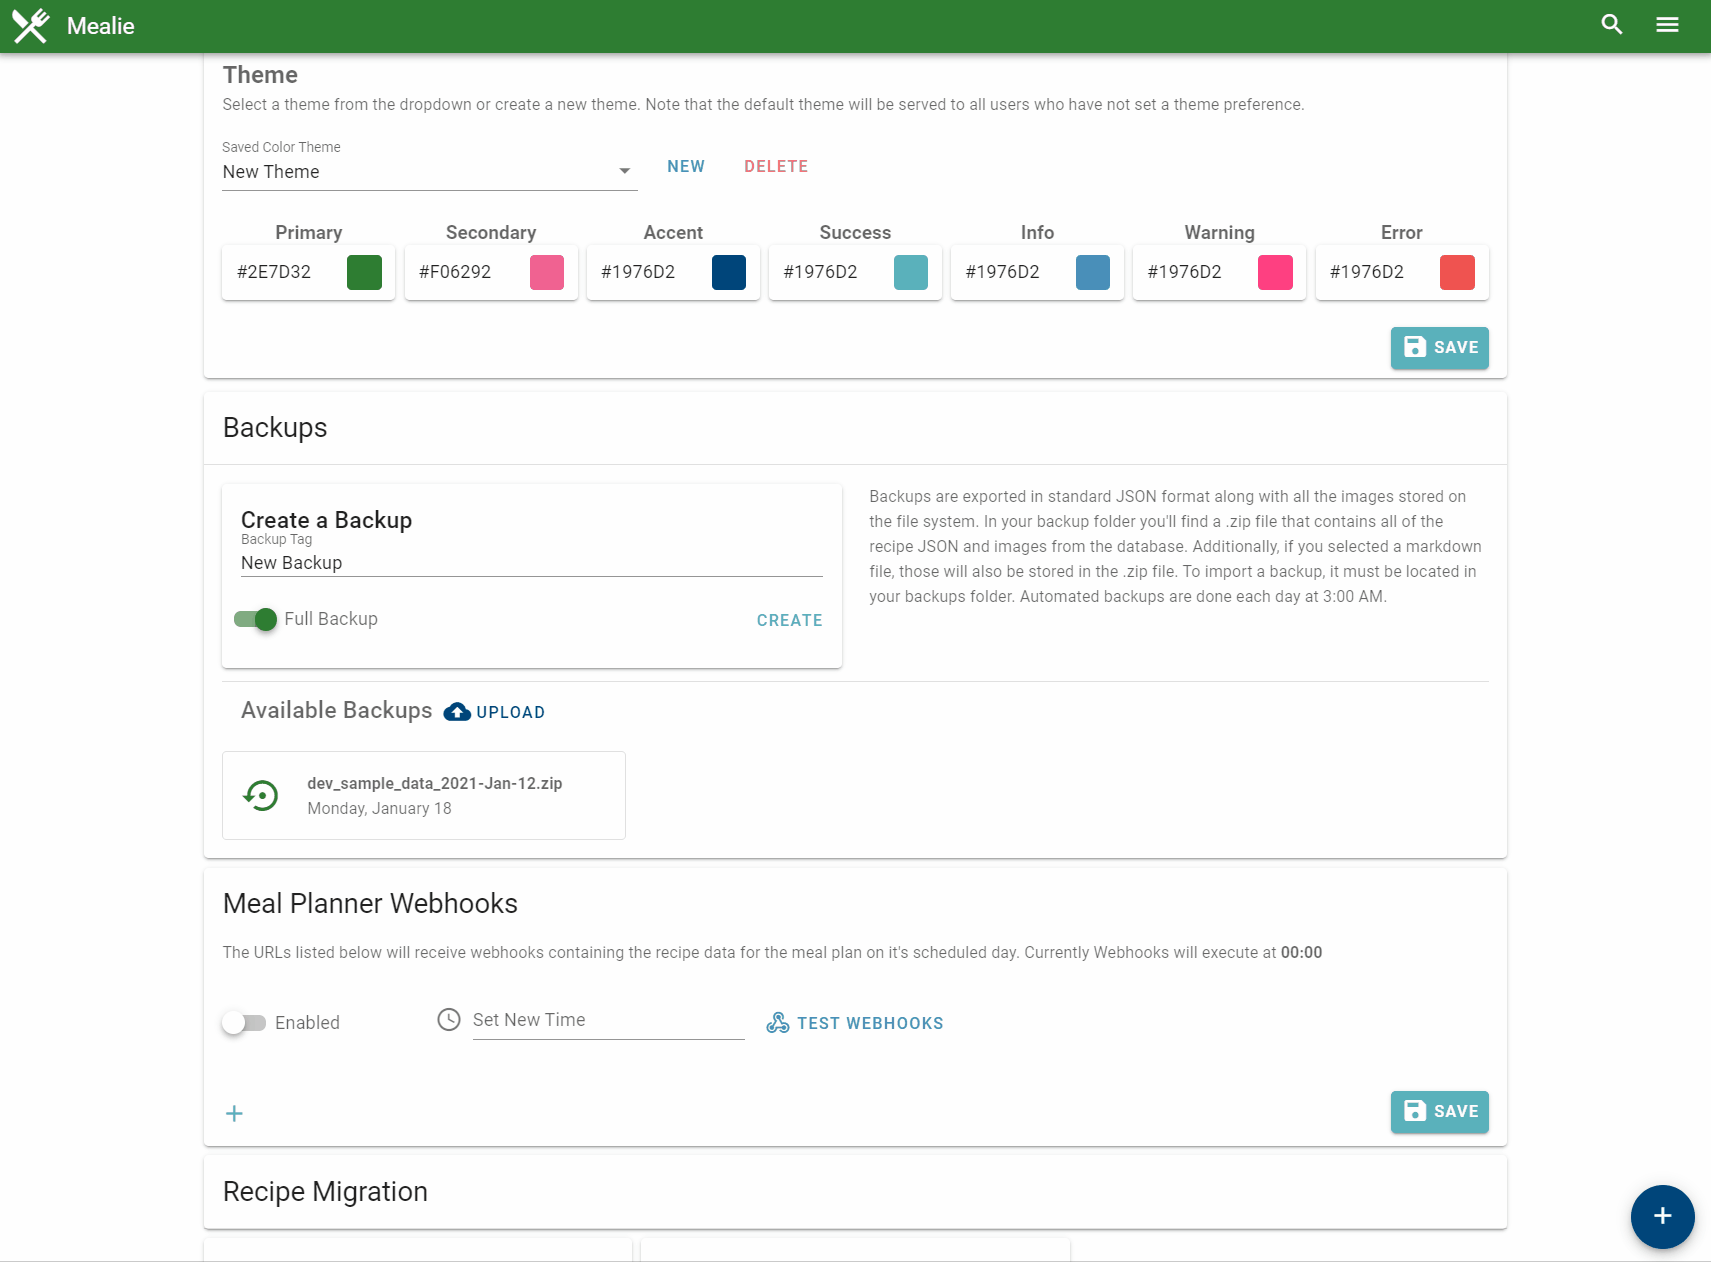 Mealie
Theme
Select a theme from the dropdown or create a new theme. Note that the default theme will be served to all users who have not set a theme preference.
Saved Color Theme
New Theme
NEW
DELETE
Primary
Secondary
Accent
Success
Info
Warning
Error
#2E7D32
#F06292
#1976D2
#1976D2
#1976D2
#1976D2
#1976D2
SAVE
Backups
Create a Backup
Backup Tag
New Backup
Full Backup
CREATE
Backups are exported in standard JSON format along with all the images stored on
the file system. In your backup folder you'll find a .zip file that contains all of the
recipe JSON and images from the database. Additionally, if you selected a markdown
file, those will also be stored in the .zip file. To import a backup, it must be located in
your backups folder. Automated backups are done each day at 3:00 AM.
Available Backups
UPLOAD
dev_sample_data_2021-Jan-12.zip
Monday, January 18
Meal Planner Webhooks
The URLs listed below will receive webhooks containing the recipe data for the meal plan on it's scheduled day. Currently Webhooks will execute at 00:00
Enabled
Set New Time
TEST WEBHOOKS
SAVE
Recipe Migration